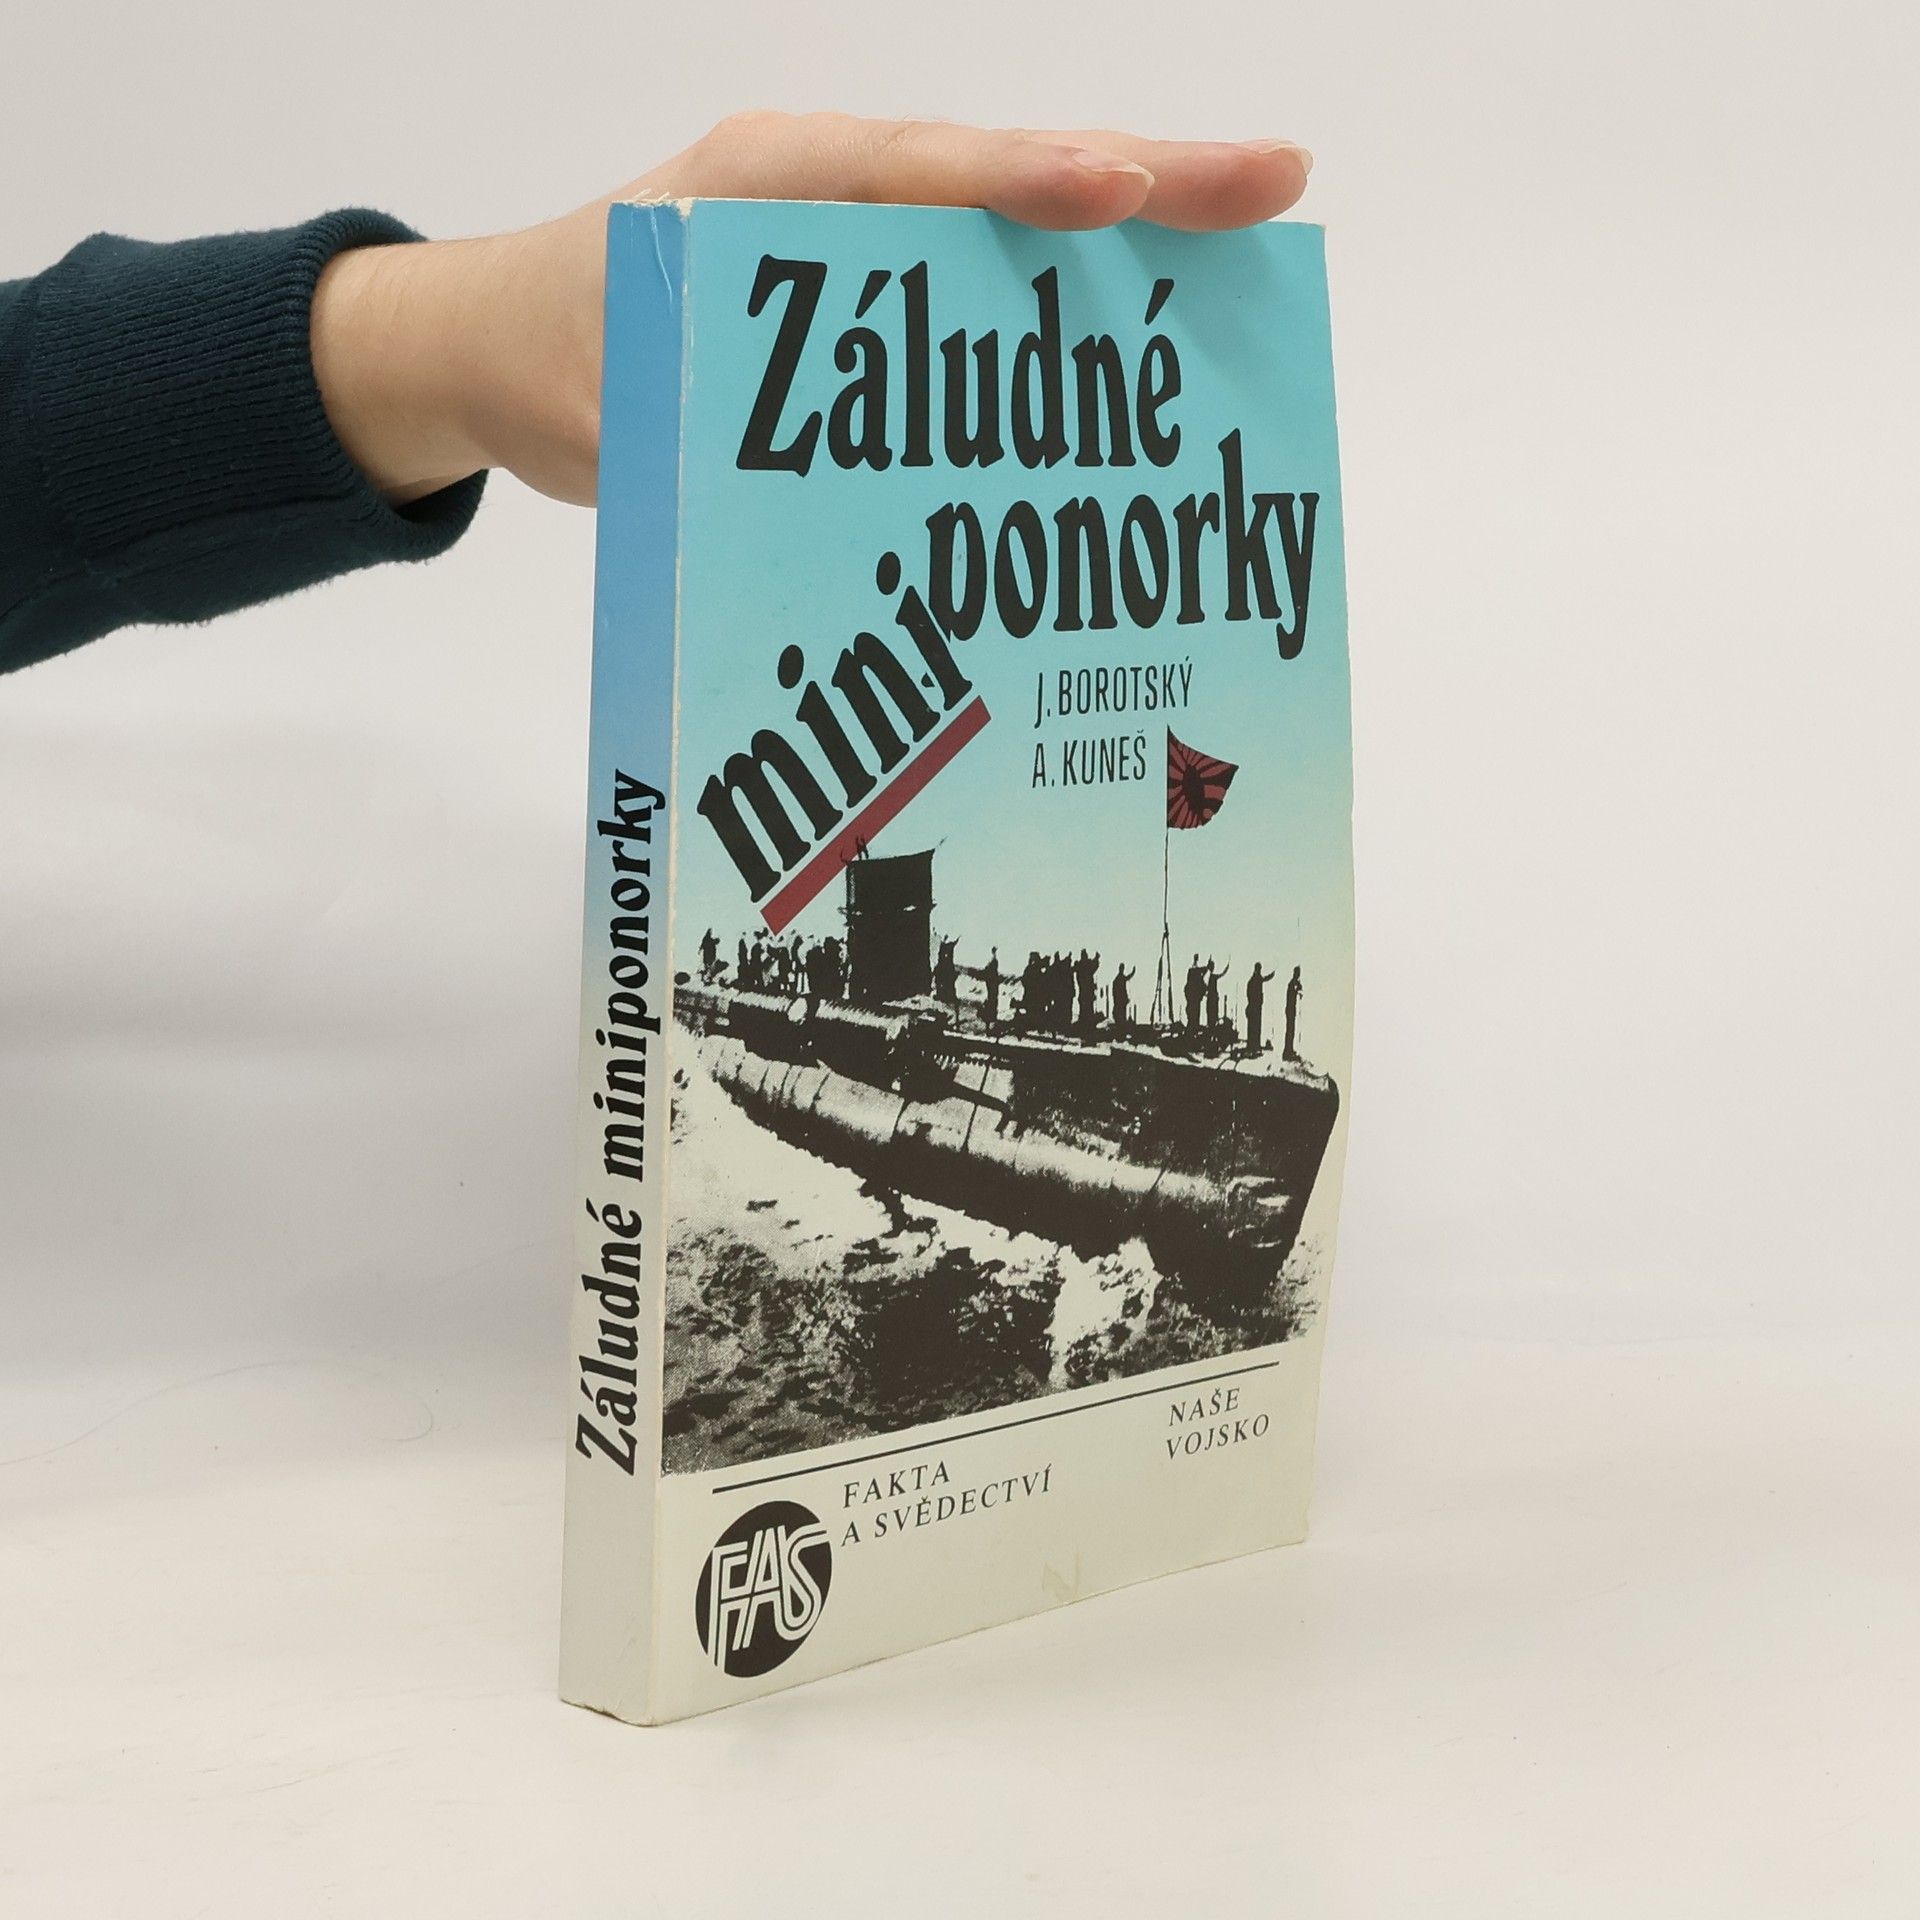 Záludné
miniponorky
J. BOROTSKÝ
A. KUNEŠ
Záludné miniponorky
NAŠE
VOJSKO
FAKTA
A SVĚDECTVÍ
FAS